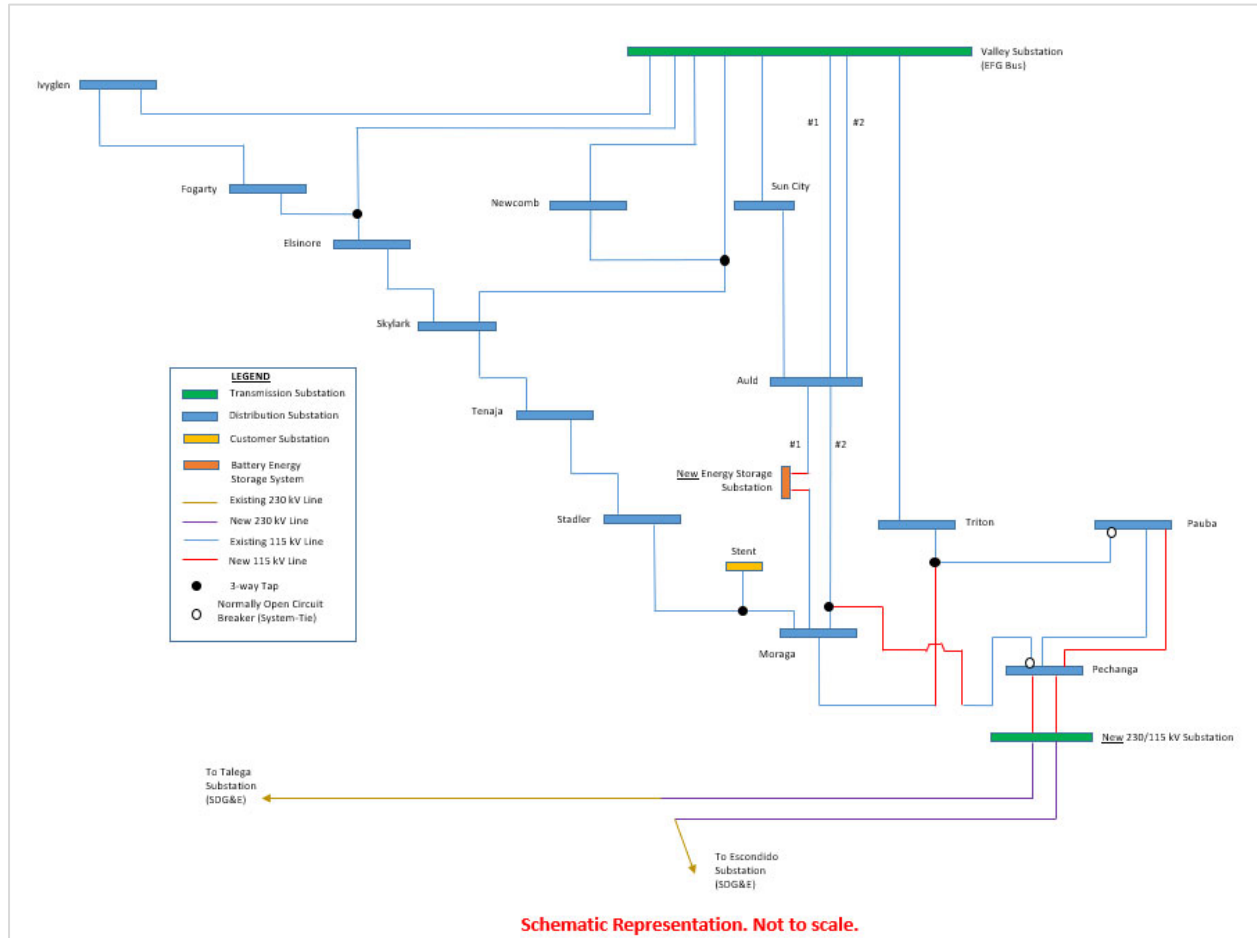 Valley Substation
(EFG Bus)
Ivyglen
#1
#2
Fogarty
Newcomb
Sun City
Elsinore
Skylark
LEGEND
Transmission Substation
Distribution Substation
Customer Substation
Battery Energy
Storage System
Existing 230 kV Line
New 230 kV Line
Existing 115 kV Line
New 115 kV Line
3-way Tap
Normally Open Circuit
Breaker (System-Tie)
Auld
Tenaja
#1
#2
New Energy Storage
Substation
Stadler
Triton
Pauba
Stent
Moraga
Pechanga
New 230/115 kV Substation
To Talega
Substation
(SDG&E)
To Escondido
Substation
(SDG&E)
Schematic Representation. Not to scale.